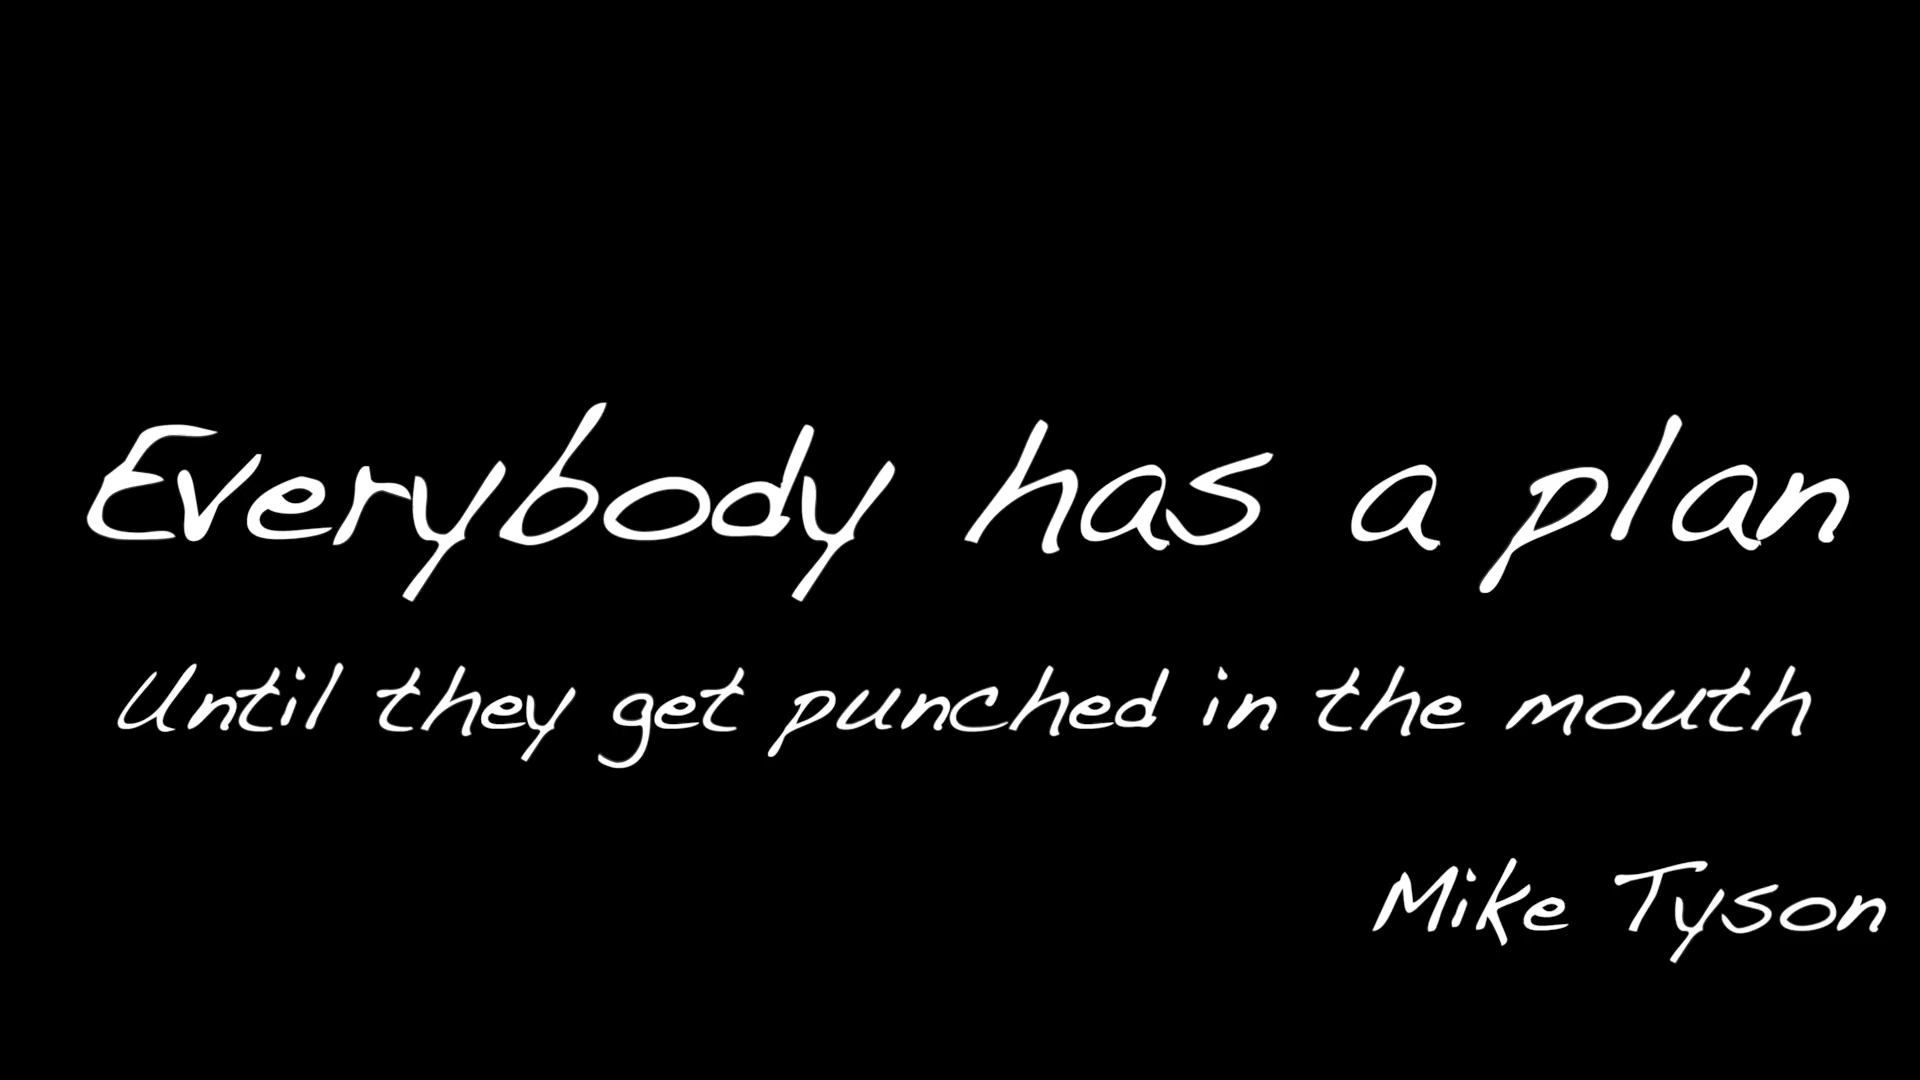 Everybody has a plan
Until they get punched in the mouth
Mike Tyson